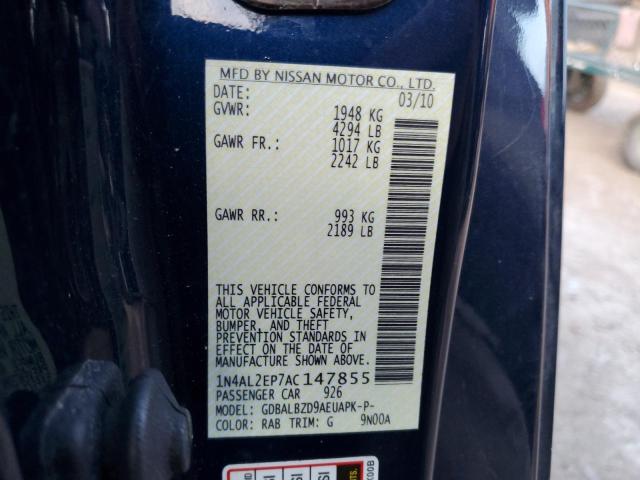 MFD BY NISSAN MOTOR CO., LTD.
DATE: 03/10
GVWR: 1948 KG
4294 LB
GAWR FR.: 1017 KG
2242 LB
GAWR RR.: 993 KG
2189 LB
THIS VEHICLE CONFORMS TO
ALL APPLICABLE FEDERAL
MOTOR VEHICLE SAFETY,
BUMPER, AND THEFT
PREVENTION STANDARDS IN
EFFECT ON THE DATE OF
MANUFACTURE SHOWN ABOVE.
1N4AL2EP7AC147855
PASSENGER CAR 926
MODEL: GDBALBZD9AEUAPK-P-
COLOR: RAB TRIM: G 9N00A